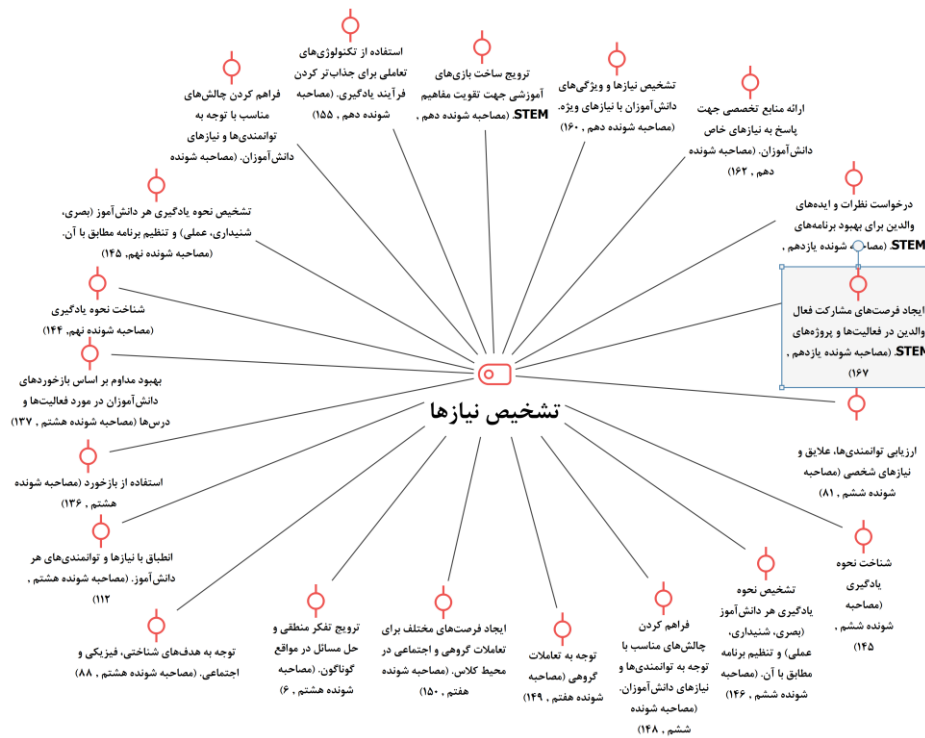 فراهم کردن چالش‌های
مناسب با توجه به
توانمندی‌ها و نیازهای
دانش‌آموزان. (مصاحبه شونده
استفاده از تکنولوژی‌های
تعاملی برای جذاب‌تر کردن
فرآیند یادگیری. (مصاحبه
شونده دهم , ۱۵۵)
ترویج ساخت بازی‌های
آموزشی جهت تقویت مفاهیم
STEM. (مصاحبه شونده دهم ,
تشخیص نیازها و ویژگی‌های
دانش‌آموزان با نیازهای ویژه.
(مصاحبه شونده دهم , ۱۶۰)
ارائه منابع تخصصی جهت
پاسخ به نیازهای خاص
دانش‌آموزان. (مصاحبه شونده
دهم , ۱۶۲)
درخواست نظرات و ایده‌های
والدین برای بهبود برنامه‌های
STEM. (مصاحبه شونده یازدهم ,
ایجاد فرصت‌های مشارکت فعال
والدین در فعالیت‌ها و پروژه‌های
STEM. (مصاحبه شونده یازدهم ,
۱۶۷)
ارزیابی توانمندی‌ها، علایق و
نیازهای شخصی (مصاحبه
شونده ششم , ۸۱)
شناخت نحوه
یادگیری
(مصاحبه
شونده ششم ,
۱۴۵)
تشخیص نحوه
یادگیری هر دانش‌آموز
(بصری، شنیداری،
عملی) و تنظیم برنامه
مطابق با آن. (مصاحبه
شونده ششم , ۱۴۶)
فراهم کردن
چالش‌های مناسب با
توجه به توانمندی‌ها و
نیازهای دانش‌آموزان.
(مصاحبه شونده
ششم , ۱۴۸)
توجه به تعاملات
گروهی (مصاحبه
شونده هفتم , ۱۴۹)
ایجاد فرصت‌های مختلف برای
تعاملات گروهی و اجتماعی در
محیط کلاس. (مصاحبه شونده
هفتم , ۱۵۰)
ترویج تفکر منطقی و
حل مسائل در مواقع
گوناگون. (مصاحبه
شونده هشتم , ۶)
توجه به هدف‌های شناختی، فیزیکی و
اجتماعی. (مصاحبه شونده هشتم , ۸۸)
انطباق با نیازها و توانمندی‌های هر
دانش‌آموز. (مصاحبه شونده هشتم ,
۱۱۲)
استفاده از بازخورد (مصاحبه شونده
هشتم , ۱۳۶)
بهبود مداوم بر اساس بازخوردهای
دانش‌آموزان در مورد فعالیت‌ها و
درس‌ها (مصاحبه شونده هشتم , ۱۳۷)
شناخت نحوه یادگیری
(مصاحبه شونده نهم, ۱۴۴)
تشخیص نحوه یادگیری هر دانش‌آموز (بصری،
شنیداری، عملی) و تنظیم برنامه مطابق با آن.
(مصاحبه شونده نهم, ۱۴۵)
تشخیص نیازها